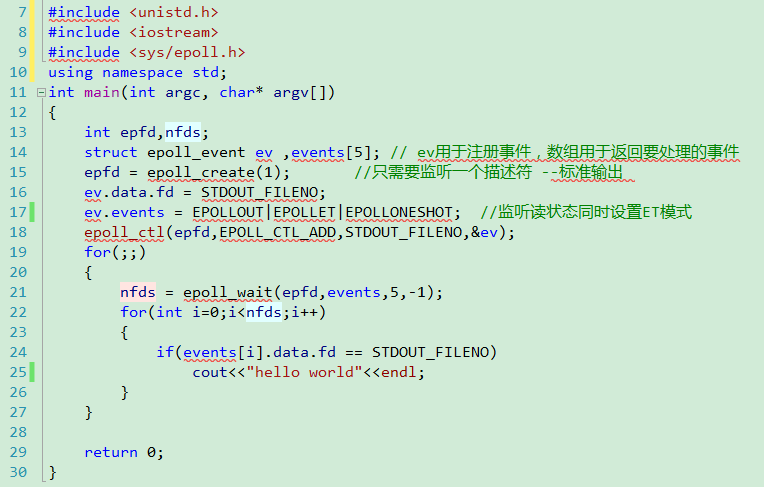 7 #include <unistd.h>
8 #include <iostream>
9 #include <sys/epoll.h>
10 using namespace std;
11 int main(int argc, char* argv[])
12 {
13     int epfd,nfds;
14     struct epoll_event ev ,events[5]; // ev用于注册事件，数组用于返回要处理的事件
15     epfd = epoll_create(1);       //只需要监听一个描述符 --标准输出
16     ev.data.fd = STDOUT_FILENO;
17     ev.events = EPOLLOUT|EPOLLET|EPOLLONESHOT;  //监听读状态同时设置ET模式
18     epoll_ctl(epfd,EPOLL_CTL_ADD,STDOUT_FILENO,&ev);
19     for(;;)
20     {
21         nfds = epoll_wait(epfd,events,5,-1);
22         for(int i=0;i<nfds;i++)
23         {
24             if(events[i].data.fd == STDOUT_FILENO)
25                 cout<<"hello world"<<endl;
26         }
27     }
28
29     return 0;
30 }